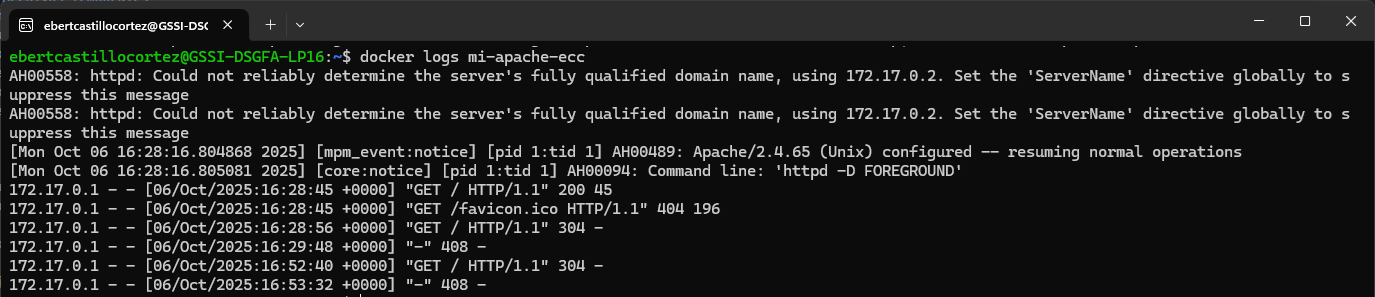 ebertcastillocortez@GSSI-DSC
ebertcastillocortez@GSSI-DSGFA-LP16:~$ docker logs mi-apache-ecc
AH00558: httpd: Could not reliably determine the server's fully qualified domain name, using 172.17.0.2. Set the 'ServerName' directive globally to s
uppress this message
AH00558: httpd: Could not reliably determine the server's fully qualified domain name, using 172.17.0.2. Set the 'ServerName' directive globally to s
uppress this message
[Mon Oct 06 16:28:16.804868 2025] [mpm_event:notice] [pid 1:tid 1] AH00489: Apache/2.4.65 (Unix) configured -- resuming normal operations
[Mon Oct 06 16:28:16.805081 2025] [core:notice] [pid 1:tid 1] AH00094: Command line: 'httpd -D FOREGROUND'
172.17.0.1 - - [06/Oct/2025:16:28:45 +0000] "GET / HTTP/1.1" 200 45
172.17.0.1 - - [06/Oct/2025:16:28:45 +0000] "GET /favicon.ico HTTP/1.1" 404 196
172.17.0.1 - - [06/Oct/2025:16:28:56 +0000] "GET / HTTP/1.1" 304 -
172.17.0.1 - - [06/Oct/2025:16:29:48 +0000] "-" 408 -
172.17.0.1 - - [06/Oct/2025:16:52:40 +0000] "GET / HTTP/1.1" 304 -
172.17.0.1 - - [06/Oct/2025:16:53:32 +0000] "-" 408 -